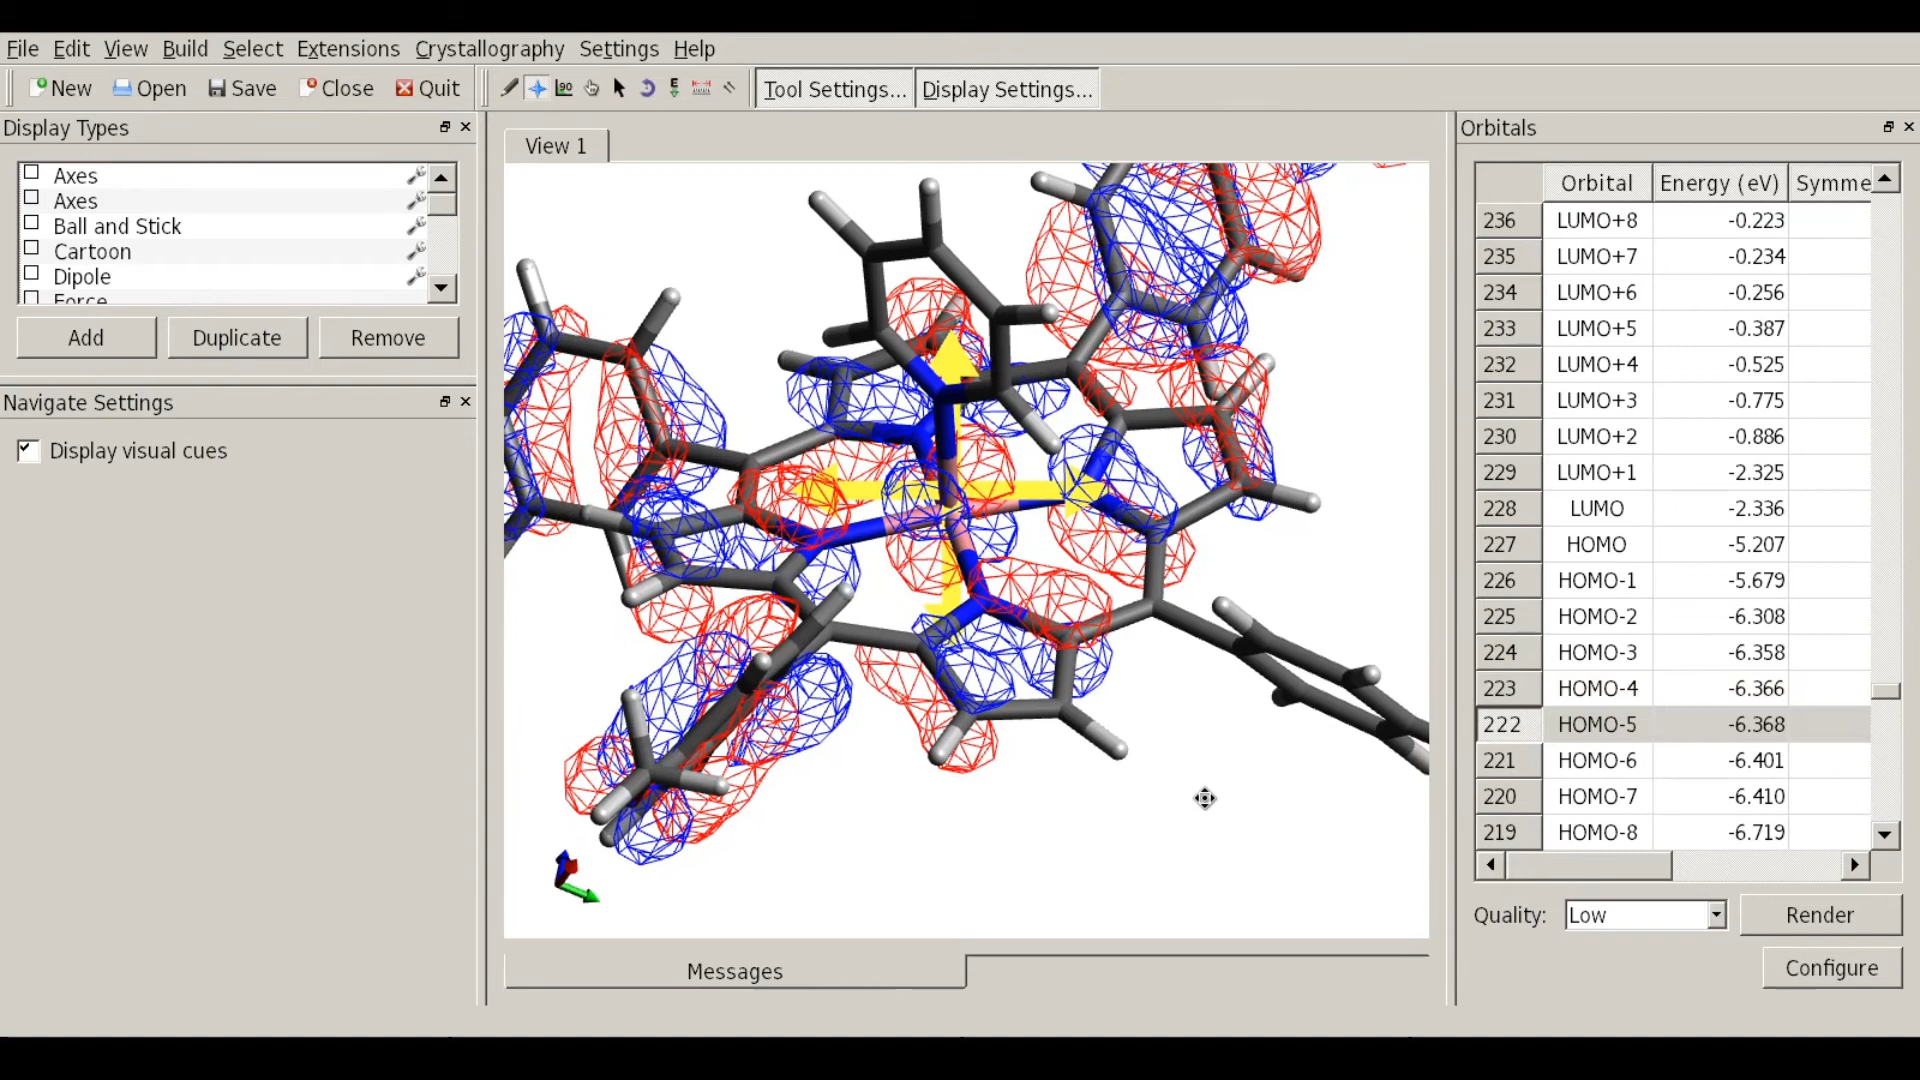 File Edit View Build Select Extensions Crystallography Settings Help
New Open Save Close Quit Tool Settings... Display Settings...
Display Types
Axes
Axes
Ball and Stick
Cartoon
Dipole
Force
Add Duplicate Remove
Navigate Settings
Display visual cues
View 1
Messages
Orbitals
Orbital Energy (eV) Symme
236 LUMO+8 -0.223
235 LUMO+7 -0.234
234 LUMO+6 -0.256
233 LUMO+5 -0.387
232 LUMO+4 -0.525
231 LUMO+3 -0.775
230 LUMO+2 -0.886
229 LUMO+1 -2.325
228 LUMO -2.336
227 HOMO -5.207
226 HOMO-1 -5.679
225 HOMO-2 -6.308
224 HOMO-3 -6.358
223 HOMO-4 -6.366
222 HOMO-5 -6.368
221 HOMO-6 -6.401
220 HOMO-7 -6.410
219 HOMO-8 -6.719
Quality: Low Render
Configure